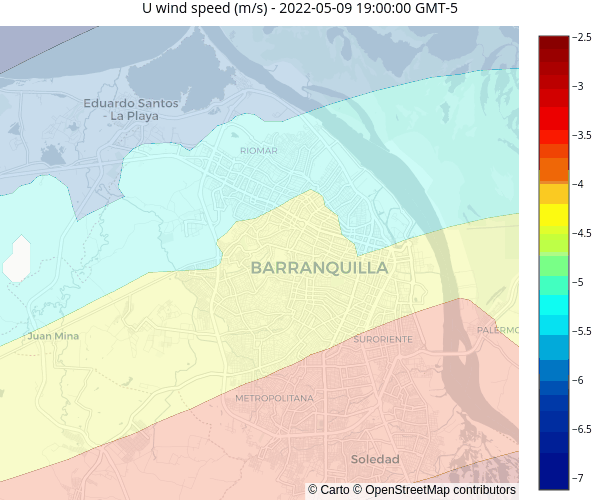 U wind speed (m/s) - 2022-05-09 19:00:00 GMT-5
−2.5
−3
−3.5
−4
−4.5
−5
−5.5
−6
−6.5
−7
Eduardo Santos
- La Playa
RIOMAR
BARRANQUILLA
Juan Mina
SURORIENTE
PALERMO
METROPOLITANA
Soledad
© Carto © OpenStreetMap contributors